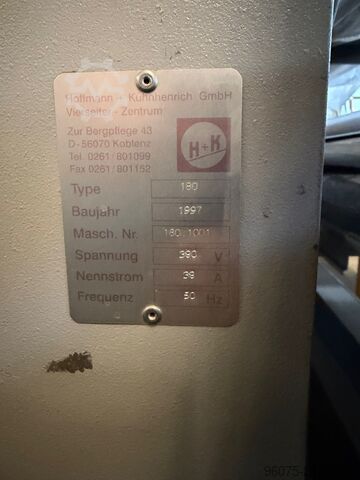 Hoffmann + Kuhnhenrich GmbH
Vierseiter - Zentrum
Zur Bergpflege 43
D-56070 Koblenz
Tel. 0261/801099
Fax 0261/801152
H+K
Type 180
Baujahr 1997
Masch. Nr. 180.1001
Spannung 380 V
Nennstrom 39 A
Frequenz 50 Hz